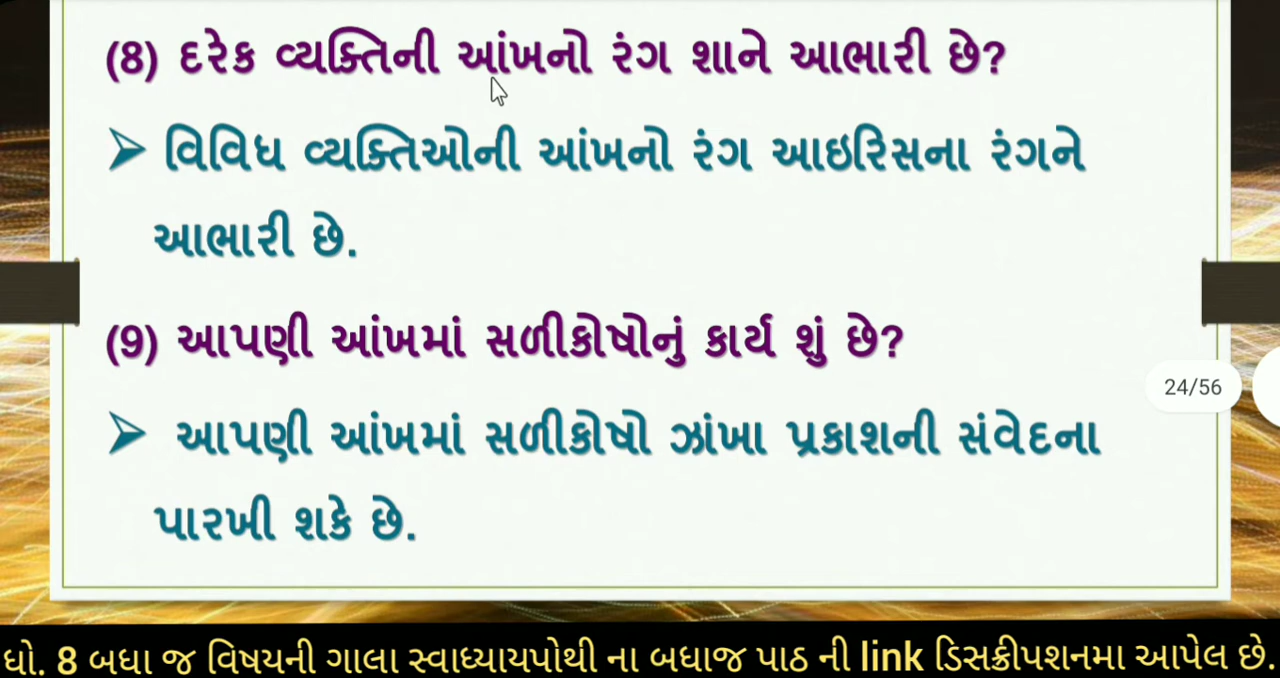 (8) દરેક વ્યક્તિની આંખનો રંગ શાને આભારી છે?
➢ વિવિધ વ્યક્તિઓની આંખનો રંગ આઇરિસના રંગને
આભારી છે.
(9) આપણી આંખમાં સળીકોષોનું કાર્ય શું છે?
24/56
➢ આપણી આંખમાં સળીકોષો ઝાંખા પ્રકાશની સંવેદના
પારખી શકે છે.
ધો. 8 બધા જ વિષયની ગાલા સ્વાધ્યાયપોથી ના બધાજ પાઠ ની link ડિસક્રીપશનમા આપેલ છે.